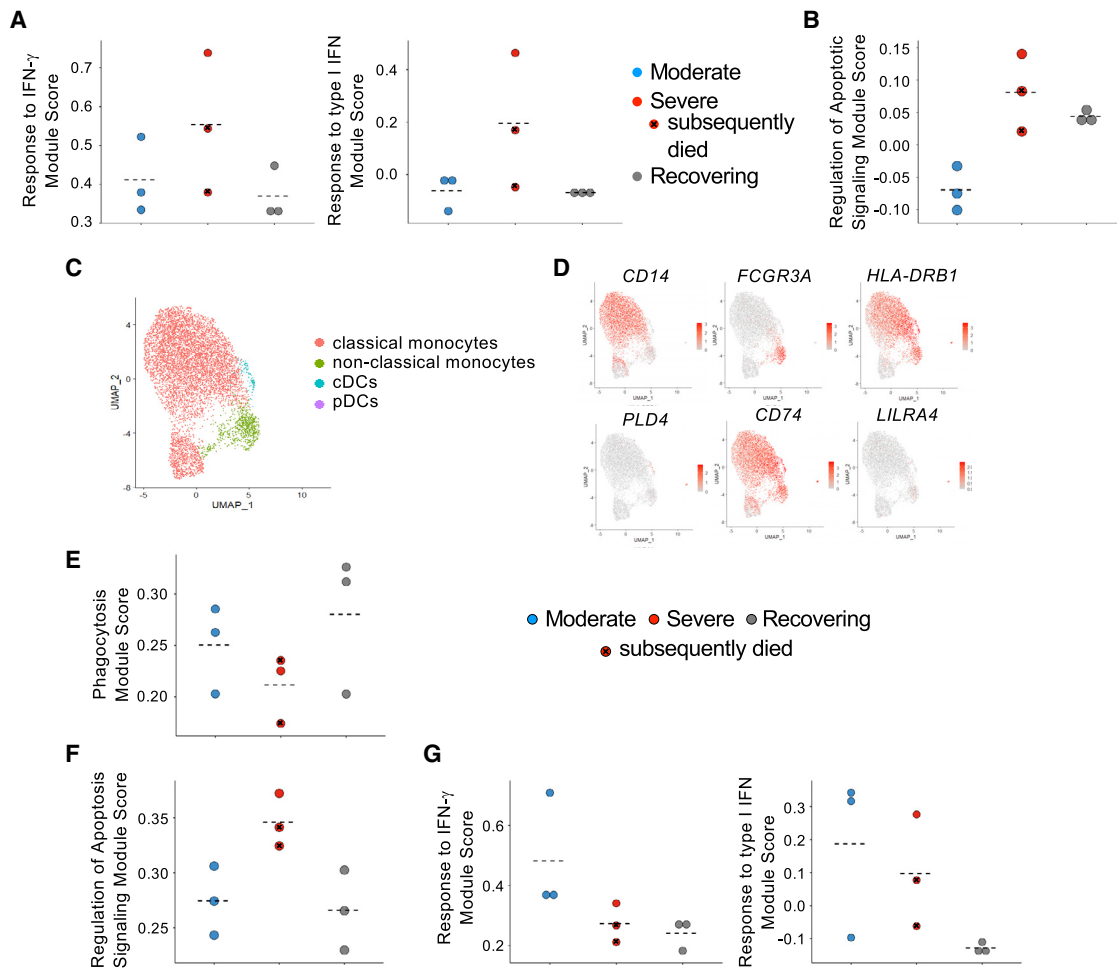 A
Response to IFN-γ
Module Score
0.7
0.6
0.5
0.4
0.3
Response to type I IFN
Module Score
0.4
0.2
0.0
Moderate
Severe
subsequently
died
Recovering
B
Regulation of Apoptotic
Signaling Module Score
0.15
0.10
0.05
0.00
-0.05
-0.10
C
UMAP_2
4
0
-4
-8
-5
0
5
10
UMAP_1
classical monocytes
non-classical monocytes
cDCs
pDCs
D
CD14
FCGR3A
HLA-DRB1
PLD4
CD74
LILRA4
UMAP_2
UMAP_1
E
Phagocytosis
Module Score
0.30
0.25
0.20
Moderate Severe Recovering
subsequently died
F
Regulation of Apoptosis
Signaling Module Score
0.35
0.30
0.25
G
Response to IFN-γ
Module Score
0.6
0.4
0.2
Response to type I IFN
Module Score
0.3
0.2
0.1
0.0
-0.1